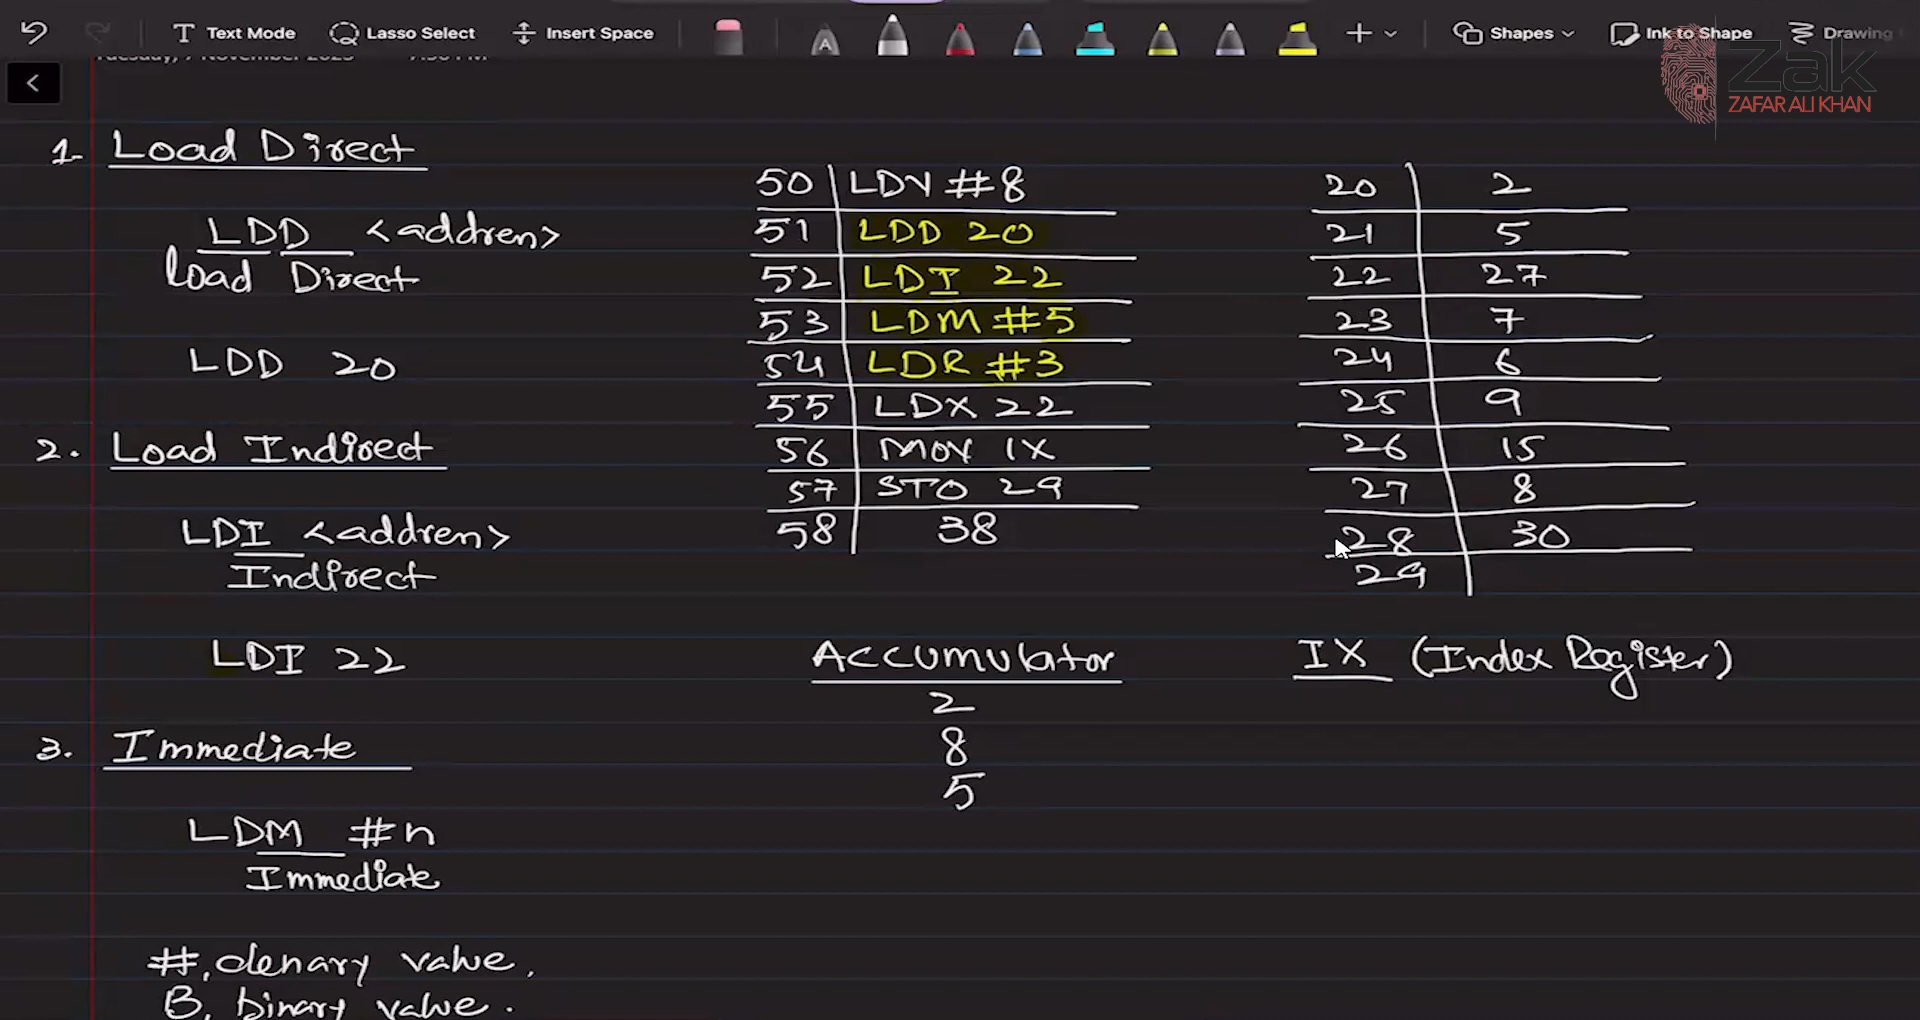 Text Mode
Lasso Select
Insert Space
Shapes
Ink to Shape
Drawing
Zak
ZAFAR ALI KHAN
1. Load Direct
LDD <addren>
Load Direct
LDD 20
2. Load Indirect
LDI <addren>
Indirect
LDI 22
3. Immediate
LDM #n
Immediate
#, denary value,
B, binary value.
50 LDV #8
51 LDD 20
52 LDI 22
53 LDM #5
54 LDR #3
55 LDX 22
56 MOV IX
57 STO 29
58 38
Accumulator
2
8
5
20 2
21 5
22 27
23 7
24 6
25 9
26 15
27 8
28 30
29
IX (Index Register)